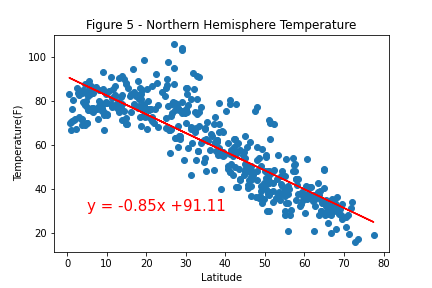 Figure 5 - Northern Hemisphere Temperature
100
80
60
40
20
Temperature(F)
y = -0.85x +91.11
0 10 20 30 40 50 60 70 80
Latitude